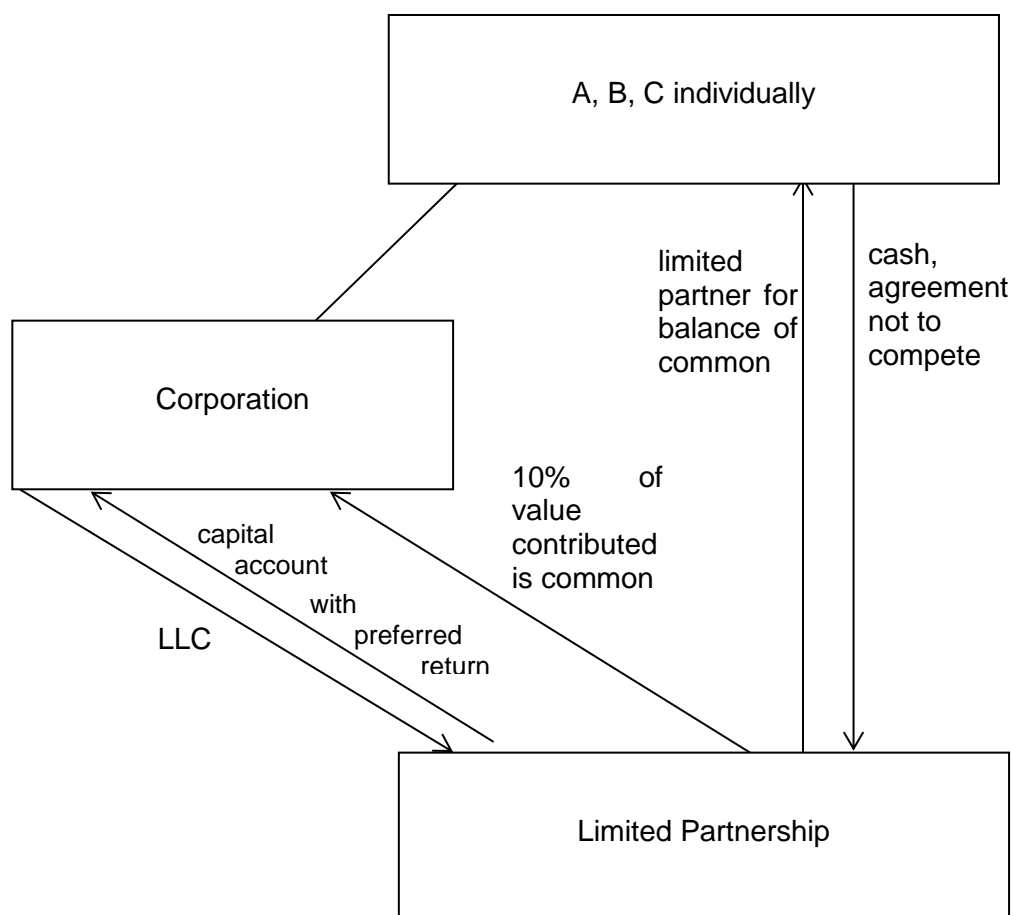 A, B, C individually
limited
partner for
balance of
common
cash,
agreement
not to
compete
Corporation
10% of
value
contributed
is common
capital
account
with
preferred
return
LLC
Limited Partnership